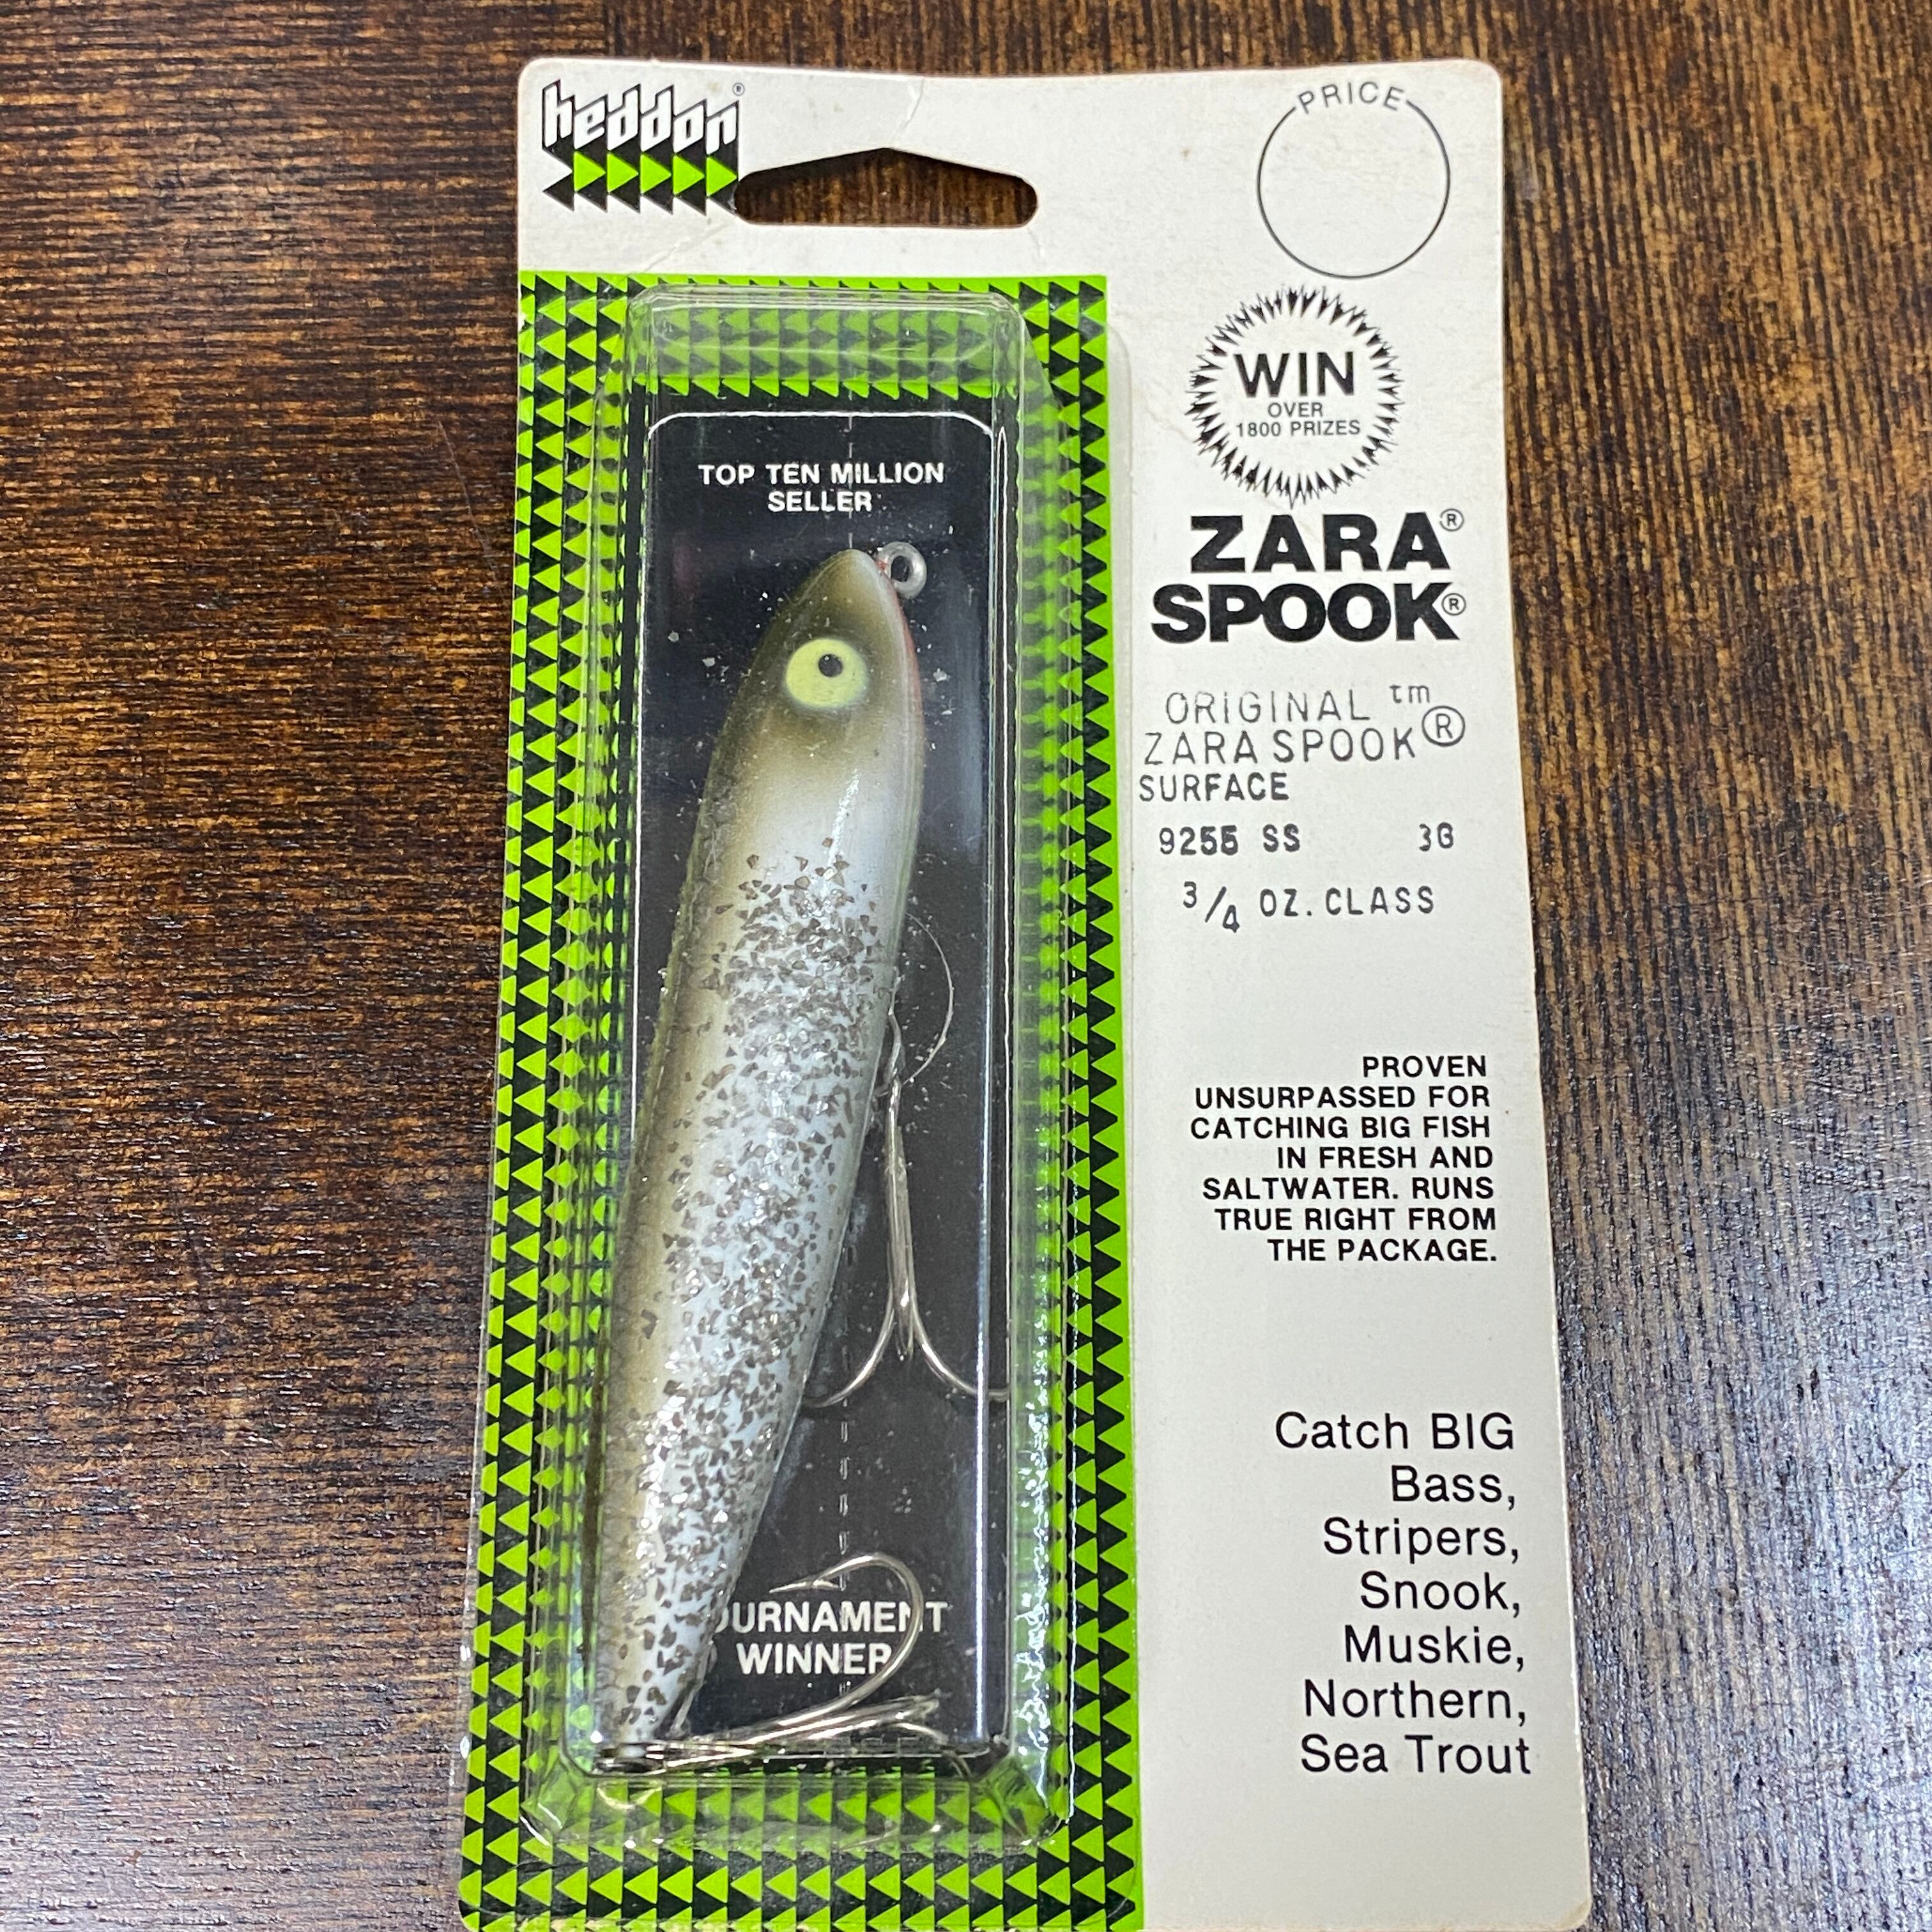 heddon®
PRICE
WIN
OVER
1800 PRIZES
TOP TEN MILLION
SELLER
ZARA®
SPOOK®
ORIGINAL tm
ZARA SPOOK®
SURFACE
9255 SS 3G
3/4 OZ. CLASS
PROVEN
UNSURPASSED FOR
CATCHING BIG FISH
IN FRESH AND
SALTWATER. RUNS
TRUE RIGHT FROM
THE PACKAGE.
Catch BIG
Bass,
Stripers,
Snook,
Muskie,
Northern,
Sea Trout
OURNAMENT
WINNER